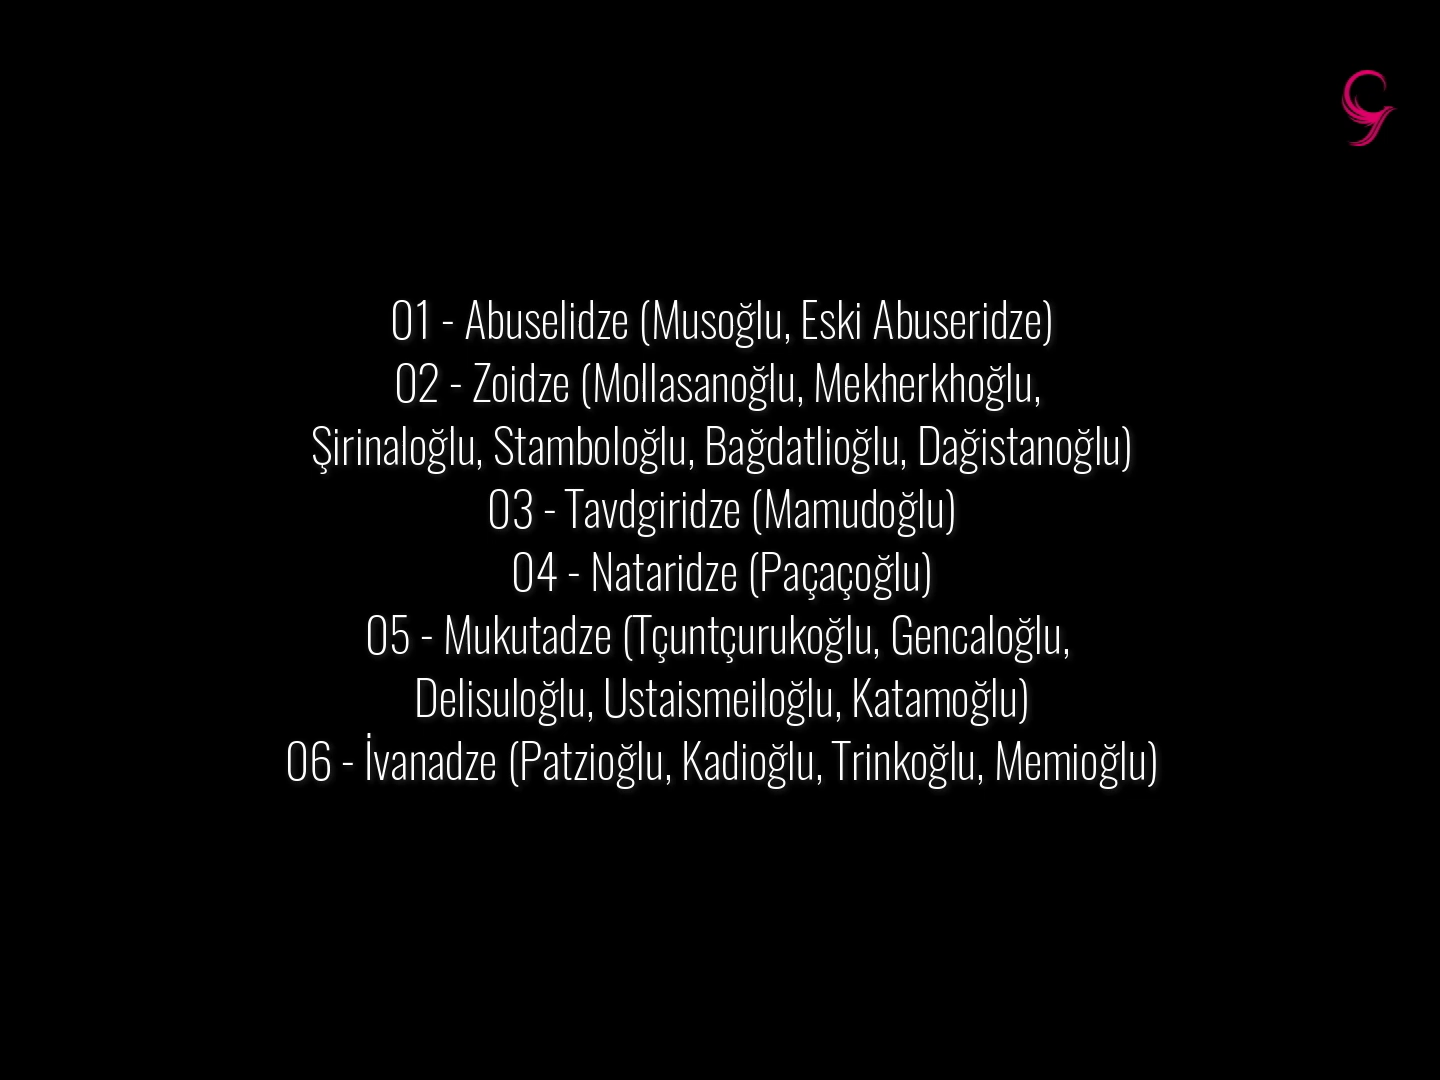 01 - Abuselidze (Musoğlu, Eski Abuseridze)
02 - Zoidze (Mollasanoğlu, Mekherkhoğlu,
Şirinaloğlu, Stamboloğlu, Bağdatlioğlu, Dağistanoğlu)
03 - Tavdgiridze (Mamudoğlu)
04 - Nataridze (Paçaçoğlu)
05 - Mukutadze (Tçuntçurukoğlu, Gencaloğlu,
Delisuloğlu, Ustaismeiloğlu, Katamoğlu)
06 - İvanadze (Patzioğlu, Kadioğlu, Trinkoğlu, Memioğlu)